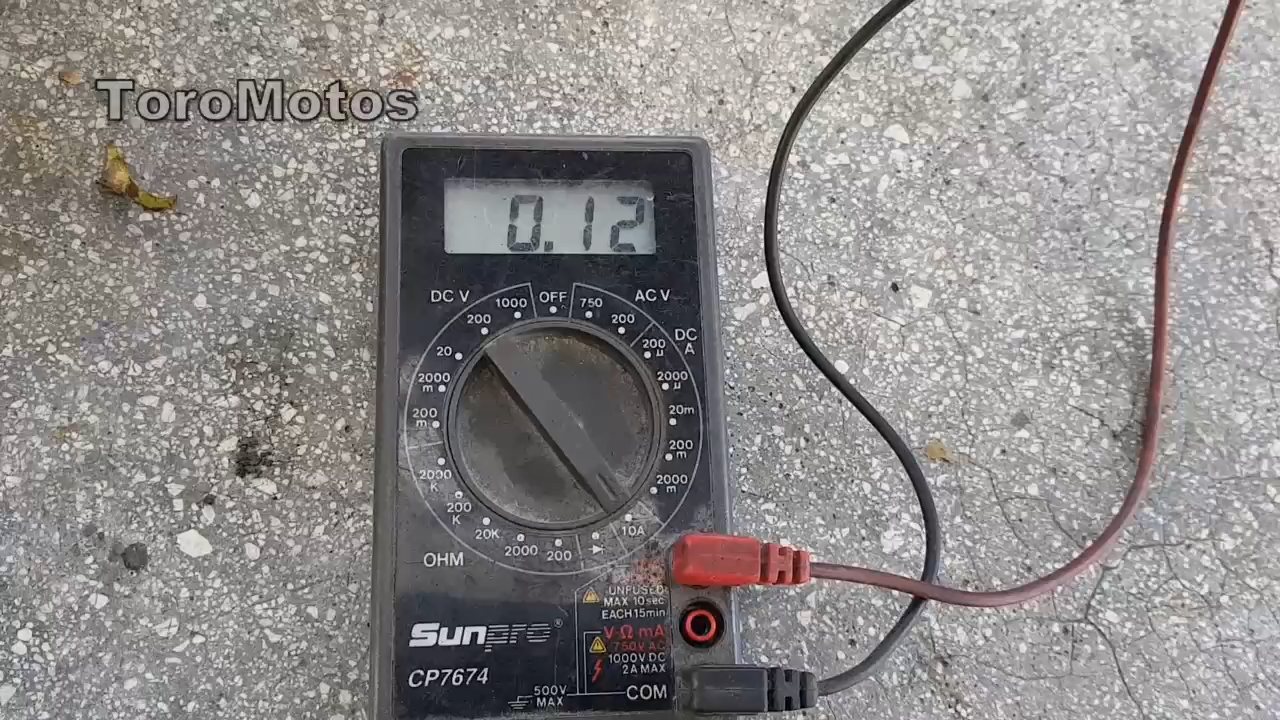 ToroMotos
0.12
DC V
1000
OFF
750
AC V
200
200
DC
A
20
200
µ
2000
m
2000
µ
200
m
20m
2000
K
200
m
200
K
2000
m
20K
2000
200
10A
OHM
UNFUSED
MAX 10sec
EACH 15min
Sunpro®
V Ω mA
750V AC
1000V DC
2A MAX
CP7674
500V
MAX
COM